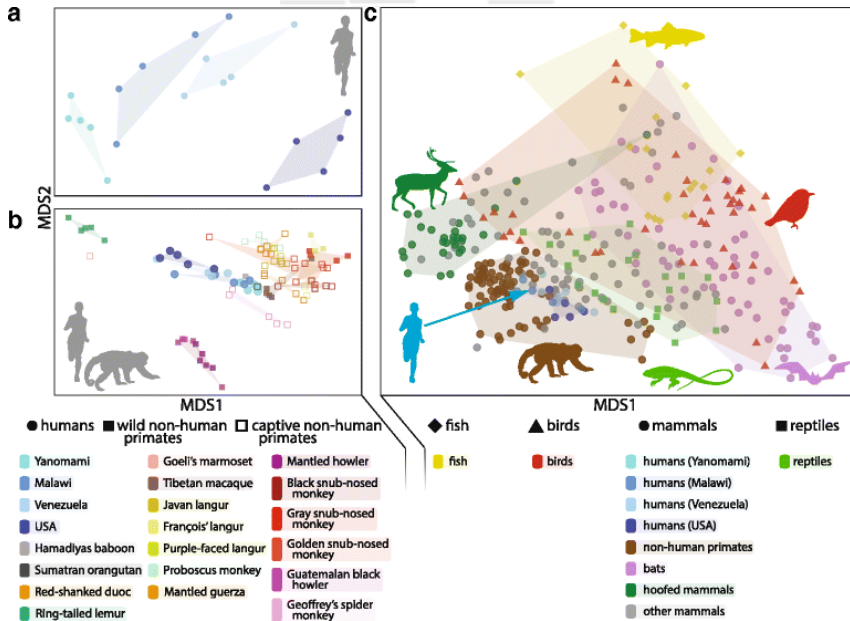 a
c
MDS2
b
MDS1
MDS1
humans
wild non-human
primates
captive non-human
primates
Yanomami
Malawi
Venezuela
USA
Hamadiyas baboon
Sumatran orangutan
Red-shanked duoc
Ring-tailed lemur
Goeli's marmoset
Tibetan macaque
Javan langur
François' langur
Purple-faced langur
Proboscus monkey
Mantled guerza
Mantled howler
Black snub-nosed
monkey
Gray snub-nosed
monkey
Golden snub-nosed
monkey
Guatemalan black
howler
Geoffrey's spider
monkey
fish
birds
mammals
reptiles
fish
birds
humans (Yanomami)
humans (Malawi)
humans (Venezuela)
humans (USA)
non-human primates
bats
hoofed mammals
other mammals
reptiles